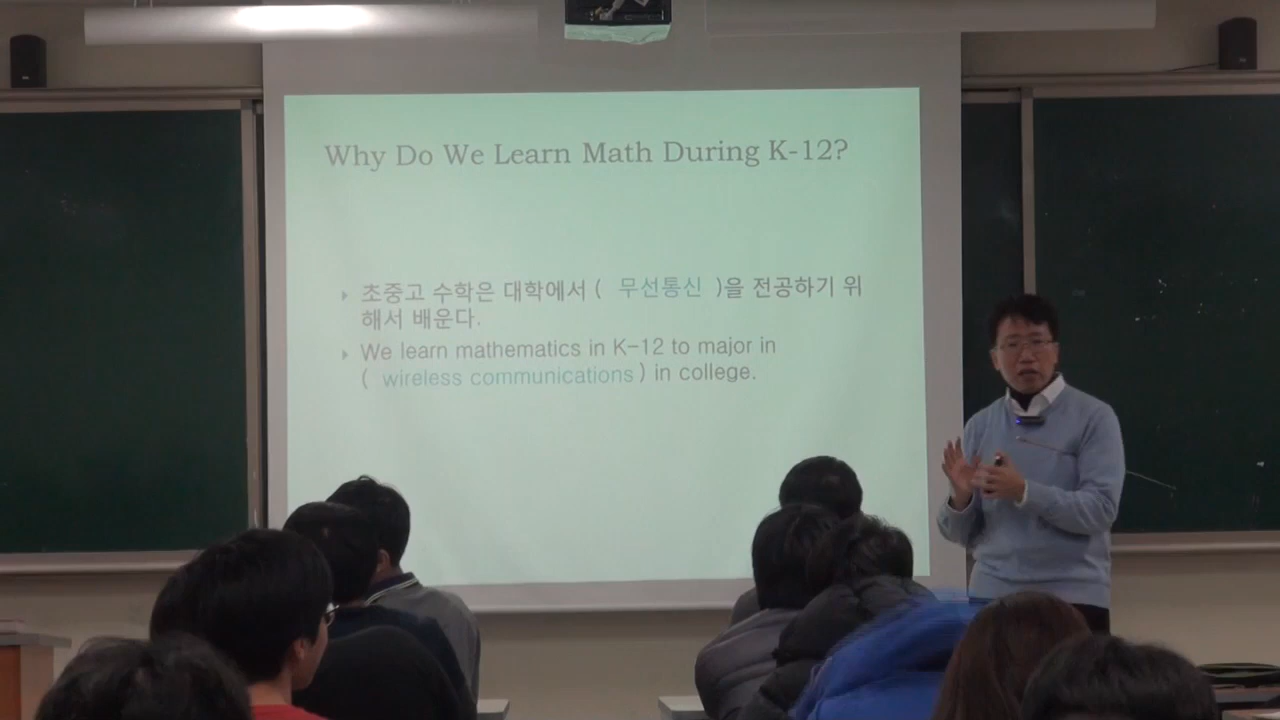 Why Do We Learn Math During K-12?
초중고 수학은 대학에서 ( 무선통신 )을 전공하기 위
해서 배운다.
We learn mathematics in K-12 to major in
( wireless communications ) in college.